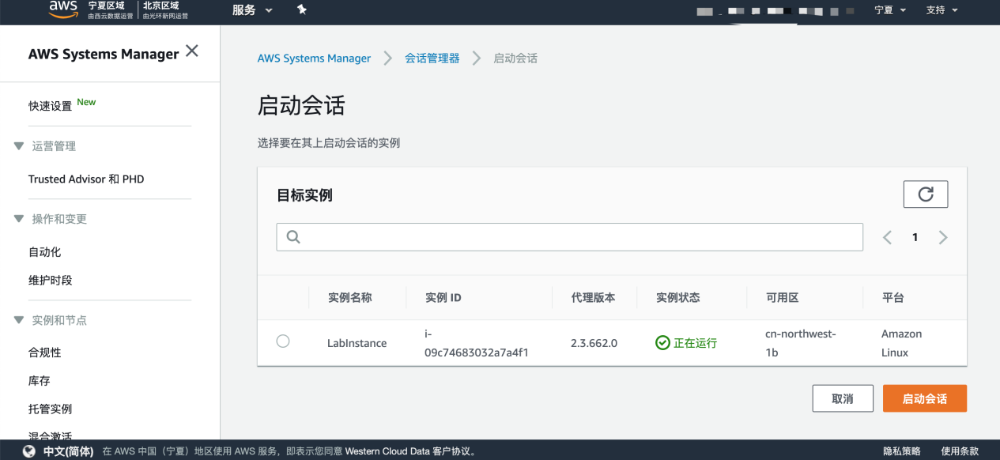 aws 宁夏区域 由西云数据运营 北京区域 由光环新网运营 服务 宁夏 支持
AWS Systems Manager
快速设置 New
运营管理
Trusted Advisor 和 PHD
操作和变更
自动化
维护时段
实例和节点
合规性
库存
托管实例
混合激活
AWS Systems Manager 会话管理器 启动会话
启动会话
选择要在其上启动会话的实例
目标实例
1
实例名称 实例 ID 代理版本 实例状态 可用区 平台
LabInstance i-09c74683032a7a4f1 2.3.662.0 正在运行 cn-northwest-1b Amazon Linux
取消 启动会话
中文(简体) 在 AWS 中国（宁夏）地区使用 AWS 服务，即表示您同意 Western Cloud Data 客户协议。 隐私策略 使用条款